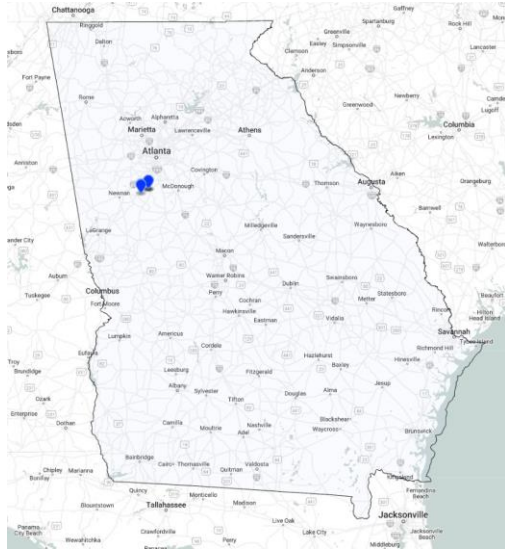 Chattanooga
Gaffney
Ringgold
Spartanburg
Rock Hill
Greenville
Dalton
Easley
Simpsonville
Lancaster
Clemson
Anderson
Fort Payne
Rome
Greenwood
Newberry
Lugoff
Acworth
Alpharetta
Marietta
Lawrenceville
Athens
Columbia
Lexington
Atlanta
Anniston
Covington
Aiken
Thomson
Augusta
Orangeburg
Newnan
McDonough
Barnwell
LaGrange
Milledgeville
Waynesboro
Sandersville
Macon
Auburn
Warner Robins
Swainsboro
Columbus
Perry
Dublin
Statesboro
Tuskegee
Fort Moore
Cochran
Metter
Beaufort
Hawkinsville
Hilton
Head Island
Eastman
Vidalia
Savannah
Lumpkin
Americus
Tybee Island
Cordele
Richmond Hill
Troy
Eufaula
Hazlehurst
Hinesville
Leesburg
Baxley
Brundidge
Fitzgerald
Albany
Sylvester
Jesup
Ozark
Douglas
Alma
Tifton
Enterprise
Camilla
Nashville
Blackshear
Dothan
Moultrie
Waycross
Brunswick
Adel
Bainbridge
Cairo
Thomasville
Valdosta
Chipley
Marianna
Quitman
Kingsland
Bonifay
Quincy
Monticello
Fernandina
Beach
Blountstown
Madison
Tallahassee
Live Oak
Jacksonville
Panama
City Beach
Crawfordville
Wewahitchka
Perry
Lake City
Jacksonville
Beach
Middleburg